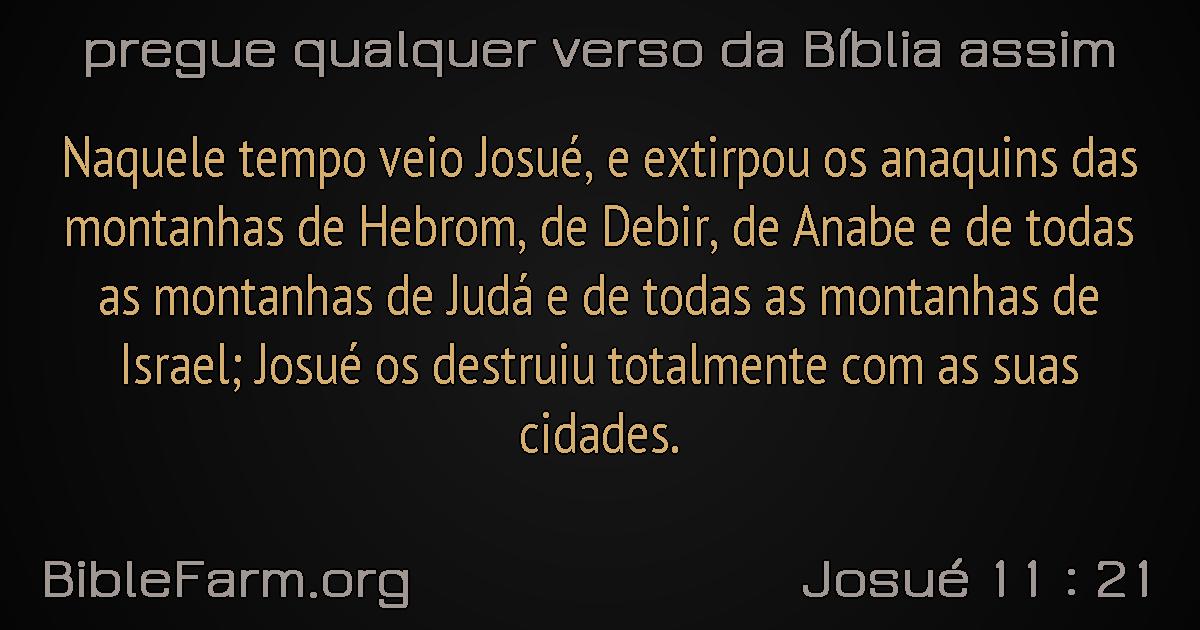 pregue qualquer verso da Bíblia assim
Naquele tempo veio Josué, e extirpou os anaquins das
montanhas de Hebrom, de Debir, de Anabe e de todas
as montanhas de Judá e de todas as montanhas de
Israel; Josué os destruiu totalmente com as suas
cidades.
BibleFarm.org
Josué 11 : 21